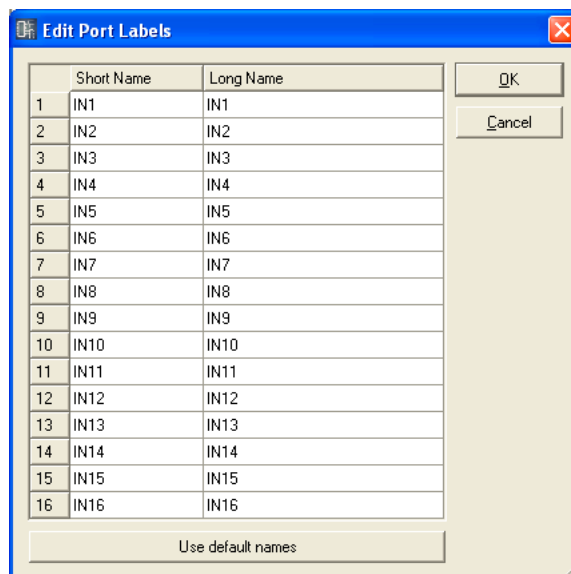 Edit Port Labels
Short Name Long Name OK
1 IN1 IN1
2 IN2 IN2 Cancel
3 IN3 IN3
4 IN4 IN4
5 IN5 IN5
6 IN6 IN6
7 IN7 IN7
8 IN8 IN8
9 IN9 IN9
10 IN10 IN10
11 IN11 IN11
12 IN12 IN12
13 IN13 IN13
14 IN14 IN14
15 IN15 IN15
16 IN16 IN16
Use default names